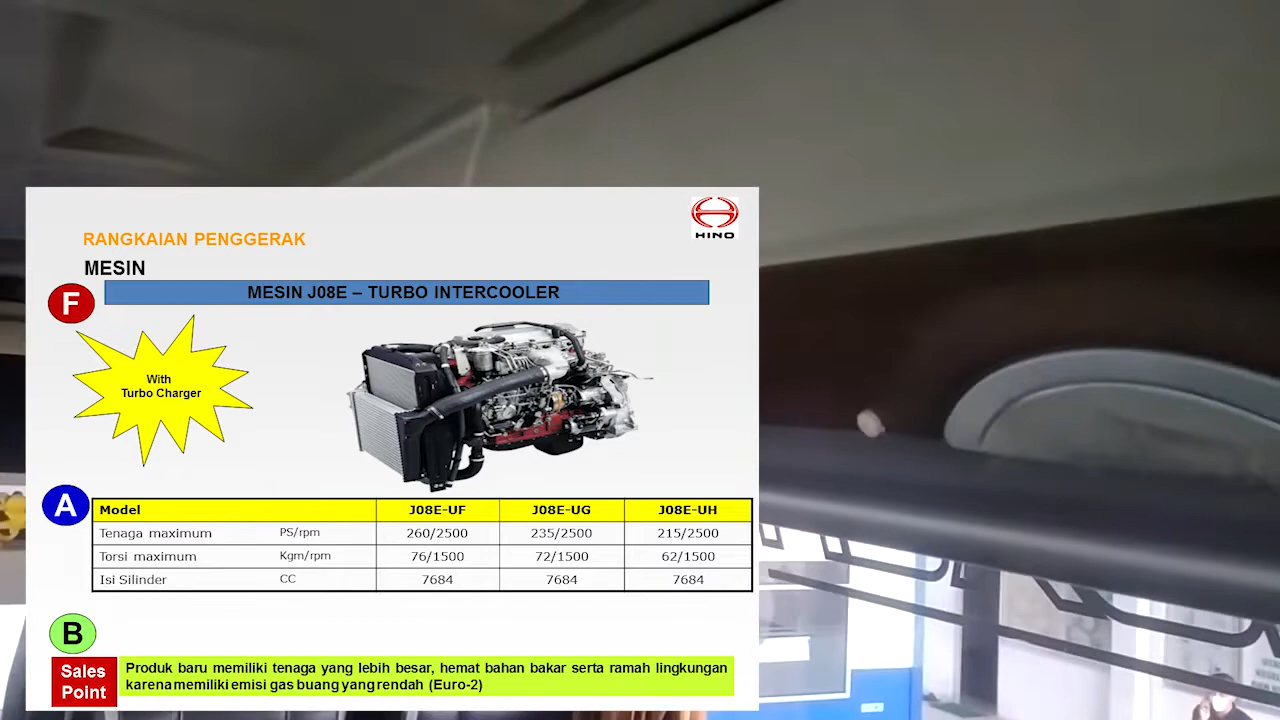 HINO
RANGKAIAN PENGGERAK
MESIN
F
MESIN J08E – TURBO INTERCOOLER
With
Turbo Charger
A
Model J08E-UF J08E-UG J08E-UH
Tenaga maximum PS/rpm 260/2500 235/2500 215/2500
Torsi maximum Kgm/rpm 76/1500 72/1500 62/1500
Isi Silinder CC 7684 7684 7684
B
Sales
Point
Produk baru memiliki tenaga yang lebih besar, hemat bahan bakar serta ramah lingkungan
karena memiliki emisi gas buang yang rendah (Euro-2)